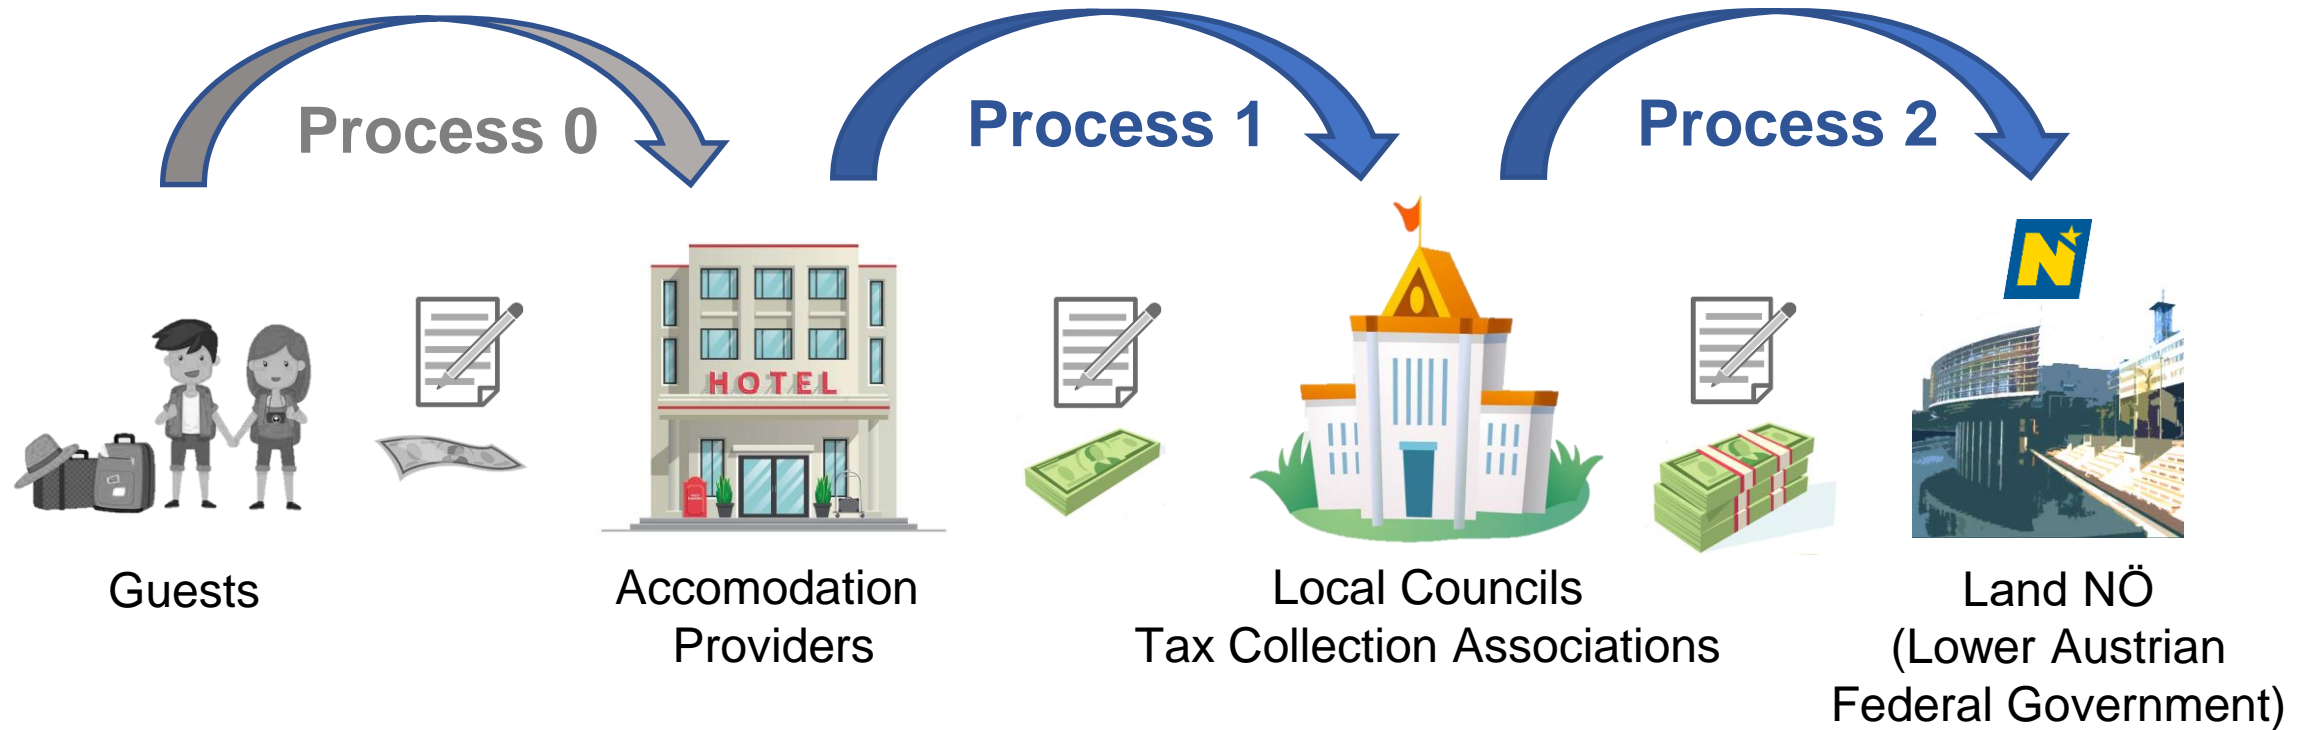 Process 0
Process 1
Process 2
N
HOTEL
Guests
Accomodation
Providers
Local Councils
Tax Collection Associations
Land NÖ
(Lower Austrian
Federal Government)